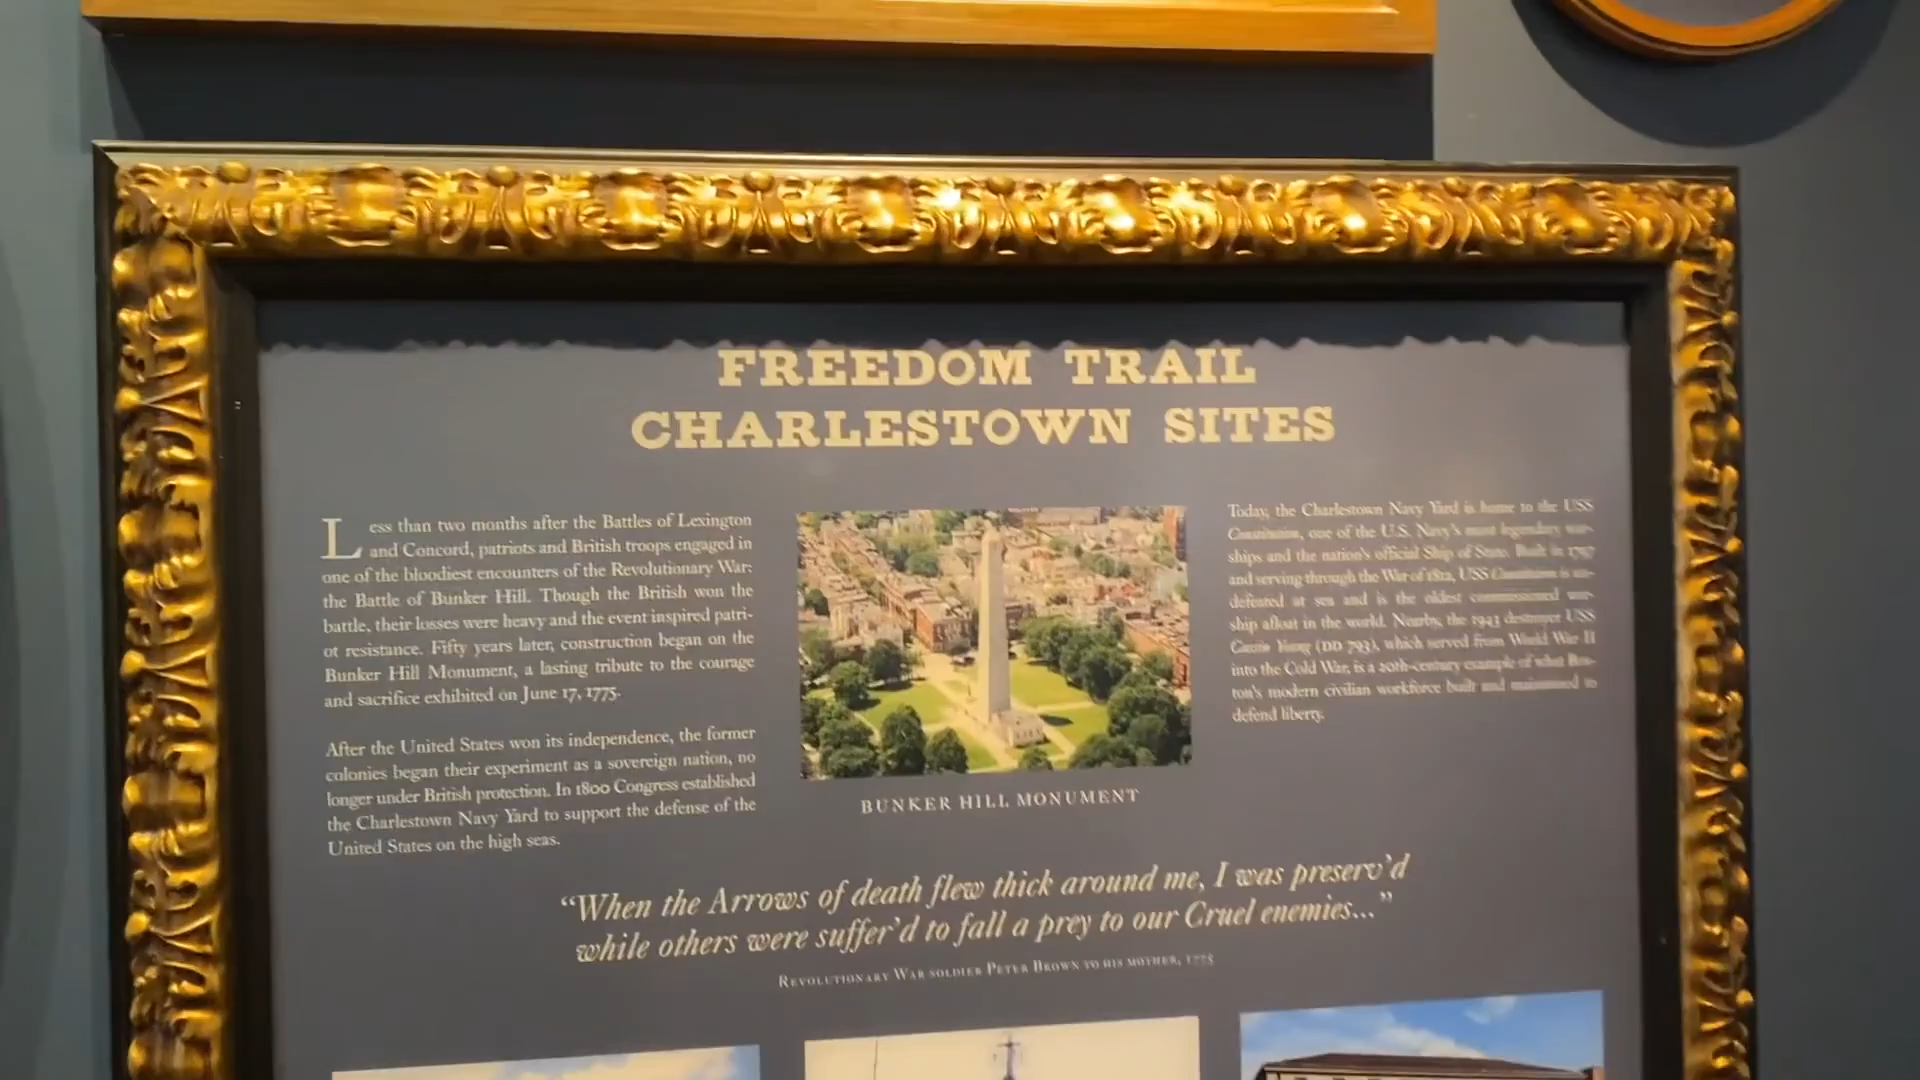 FREEDOM TRAIL
CHARLESTOWN SITES
Less than two months after the Battles of Lexington
and Concord, patriots and British troops engaged in
one of the bloodiest encounters of the Revolutionary War:
the Battle of Bunker Hill. Though the British won the
battle, their losses were heavy and the event inspired patri-
ot resistance. Fifty years later, construction began on the
Bunker Hill Monument, a lasting tribute to the courage
and sacrifice exhibited on June 17, 1775.
After the United States won its independence, the former
colonies began their experiment as a sovereign nation, no
longer under British protection. In 1800 Congress established
the Charlestown Navy Yard to support the defense of the
United States on the high seas.
BUNKER HILL MONUMENT
Today, the Charlestown Navy Yard is home to the USS
Constitution, one of the U.S. Navy's most legendary war-
ships and the nation's official Ship of State. Built in 1797
and serving through the War of 1812, USS Constitution is un-
defeated at sea and is the oldest commissioned war-
ship afloat in the world. Nearby, the 1943 destroyer USS
Cassin Young (DD 793), which served from World War II
into the Cold War, is a 20th-century example of what Bos-
ton's modern civilian workforce built and maintained to
defend liberty.
“When the Arrows of death flew thick around me, I was preserv'd
while others were suffer'd to fall a prey to our Cruel enemies...”
REVOLUTIONARY WAR SOLDIER PETER BROWN TO HIS MOTHER, 1775